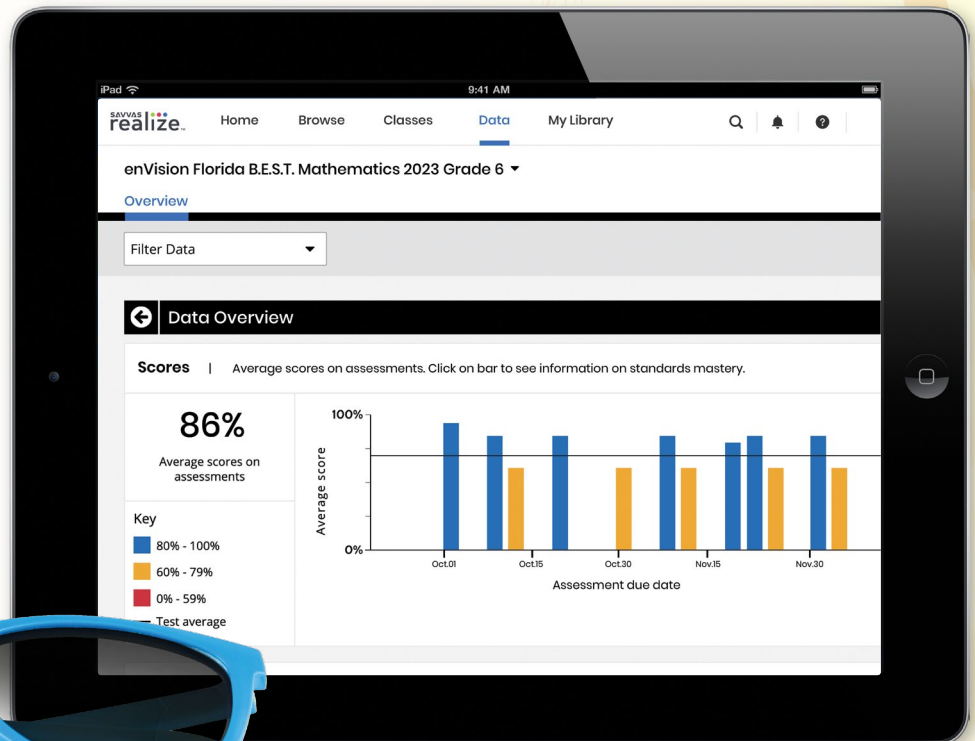 iPad
9:41 AM
SAVVAS
realize™
Home
Browse
Classes
Data
My Library
?
enVision Florida B.E.S.T. Mathematics 2023 Grade 6
Overview
Filter Data
Data Overview
Scores | Average scores on assessments. Click on bar to see information on standards mastery.
86%
Average scores on
assessments
Key
80% - 100%
60% - 79%
0% - 59%
Test average
100%
0%
Average score
Oct.01
Oct.15
Oct.30
Nov.15
Nov.30
Assessment due date